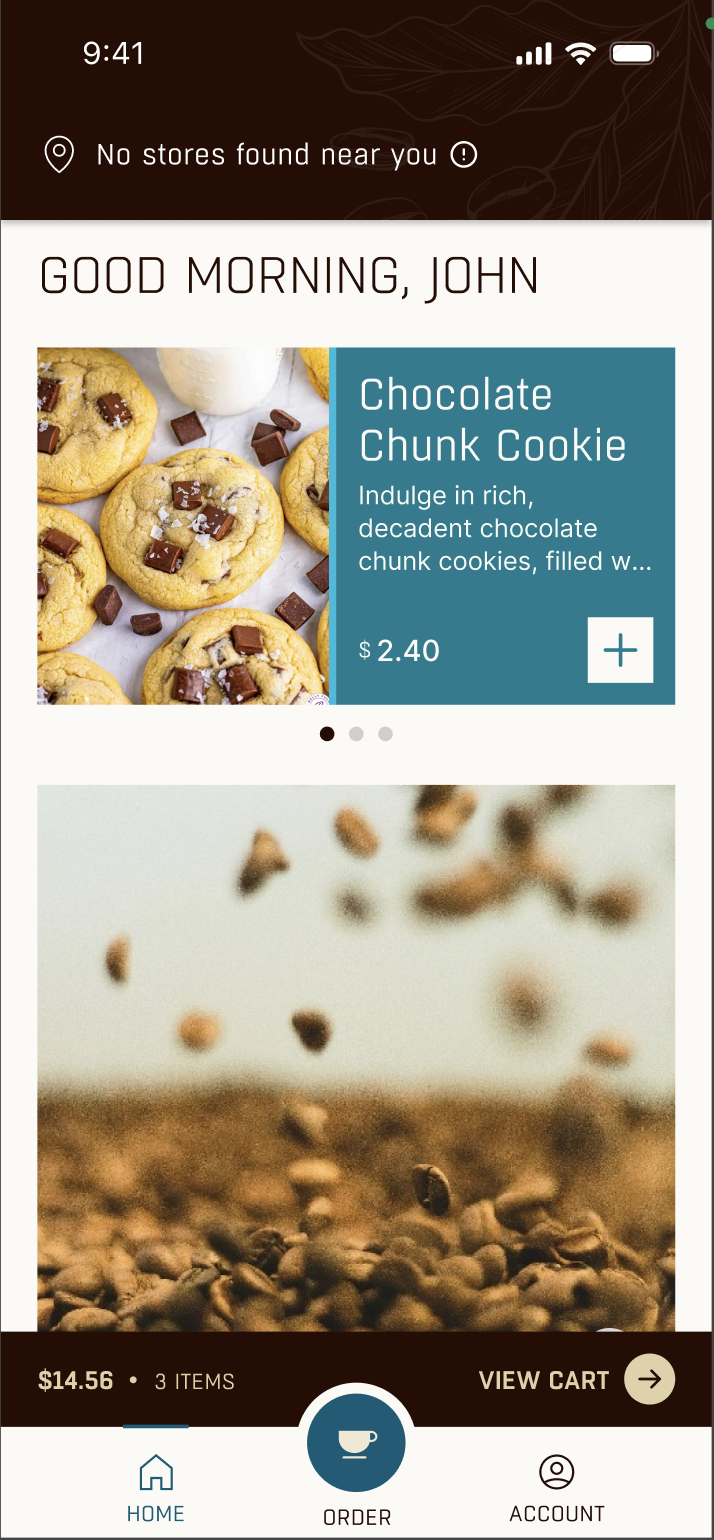 9:41
No stores found near you
GOOD MORNING, JOHN
Chocolate
Chunk Cookie
Indulge in rich,
decadent chocolate
chunk cookies, filled w...
$ 2.40
$14.56 • 3 ITEMS
VIEW CART
HOME
ORDER
ACCOUNT